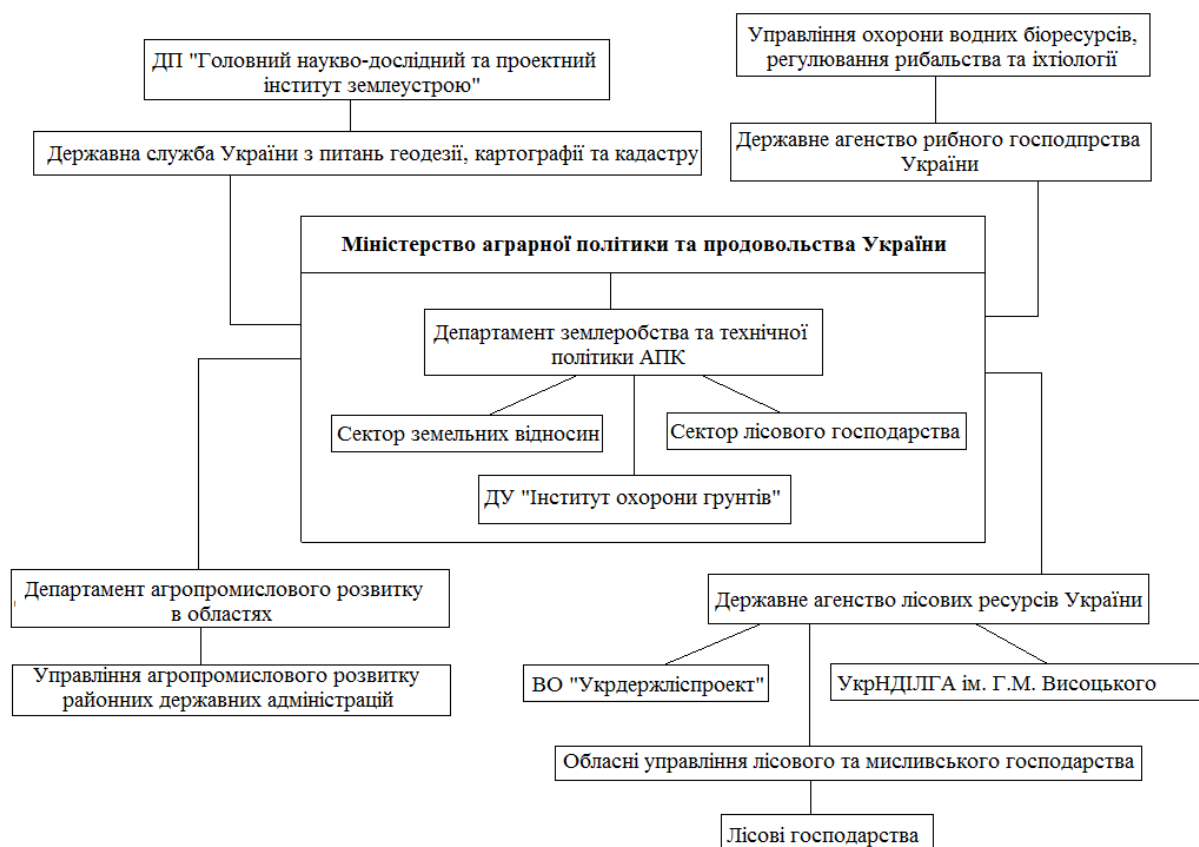 ДП "Головний науково-дослідний та проектний
інститут землеустрою"
Управління охорони водних біоресурсів,
регулювання рибальства та іхтіології
Державна служба України з питань геодезії, картографії та кадастру
Державне агенство рибного господпрства
України
Міністерство аграрної політики та продовольства України
Департамент землеробства та технічної
політики АПК
Сектор земельних відносин
Сектор лісового господарства
ДУ "Інститут охорони грунтів"
Департамент агропромислового розвитку
в областях
Державне агенство лісових ресурсів України
Управління агропромислового розвитку
районних державних адміністрацій
ВО "Укрдержліспроект"
УкрНДІЛГА ім. Г.М. Висоцького
Обласні управління лісового та мисливського господарства
Лісові господарства